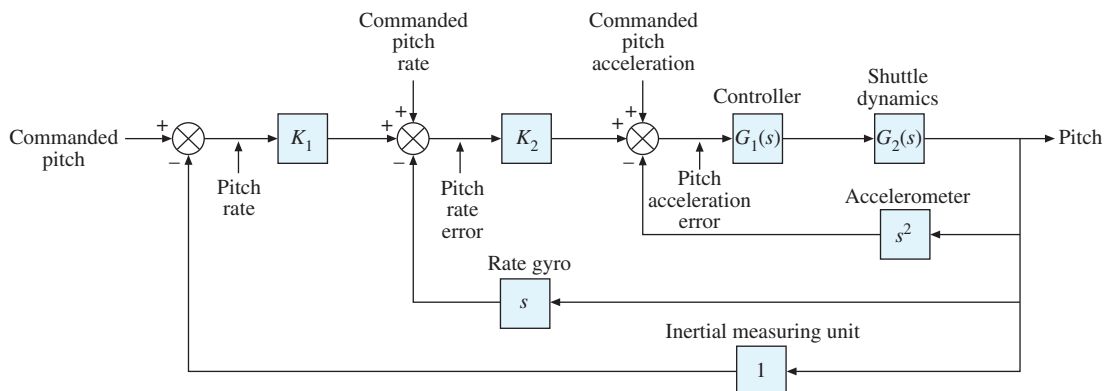 Commanded
pitch
rate
Commanded
pitch
acceleration
Controller
Shuttle
dynamics
Commanded
pitch
+
−
K1
+
+
−
K2
+
+
−
G1(s)
G2(s)
Pitch
Pitch
rate
Pitch
rate
error
Pitch
acceleration
error
Accelerometer
s²
Rate gyro
s
Inertial measuring unit
1